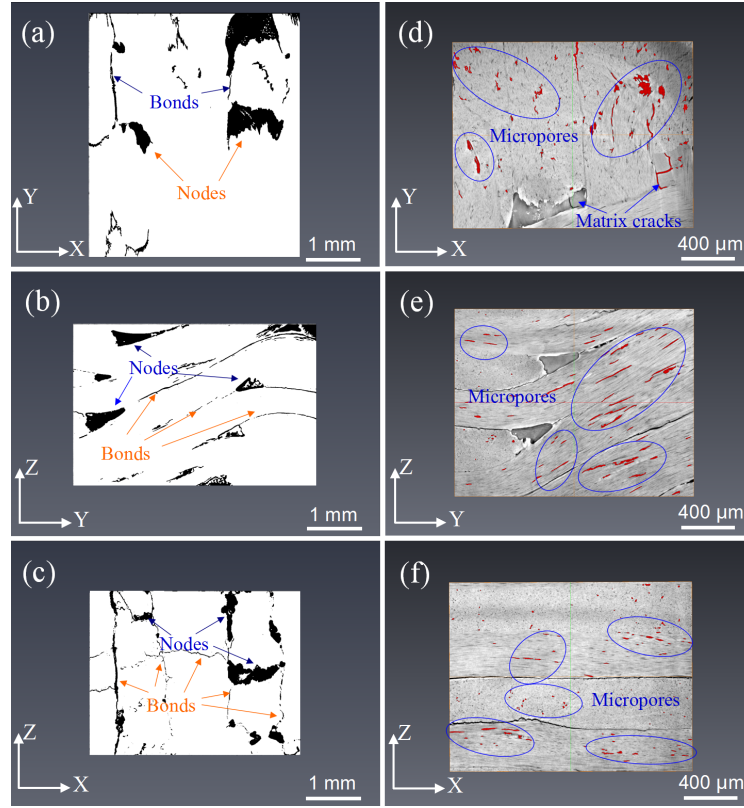 (a)
Bonds
Nodes
Y
X
1 mm
(d)
Micropores
Matrix cracks
Y
X
400 μm
(b)
Nodes
Bonds
Z
Y
1 mm
(e)
Micropores
Z
Y
400 μm
(c)
Nodes
Bonds
Z
X
1 mm
(f)
Micropores
Z
X
400 μm